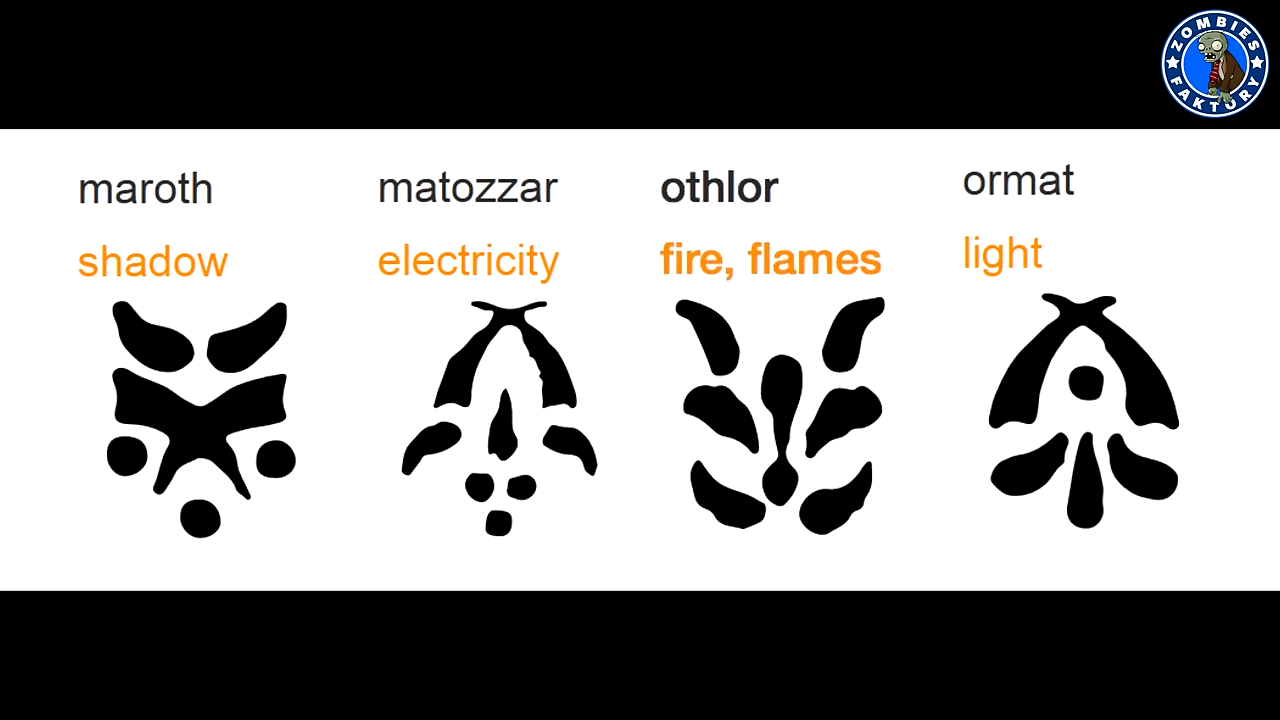 ZOMBIES
FAKTORY
maroth
shadow
matozzar
electricity
othlor
fire, flames
ormat
light